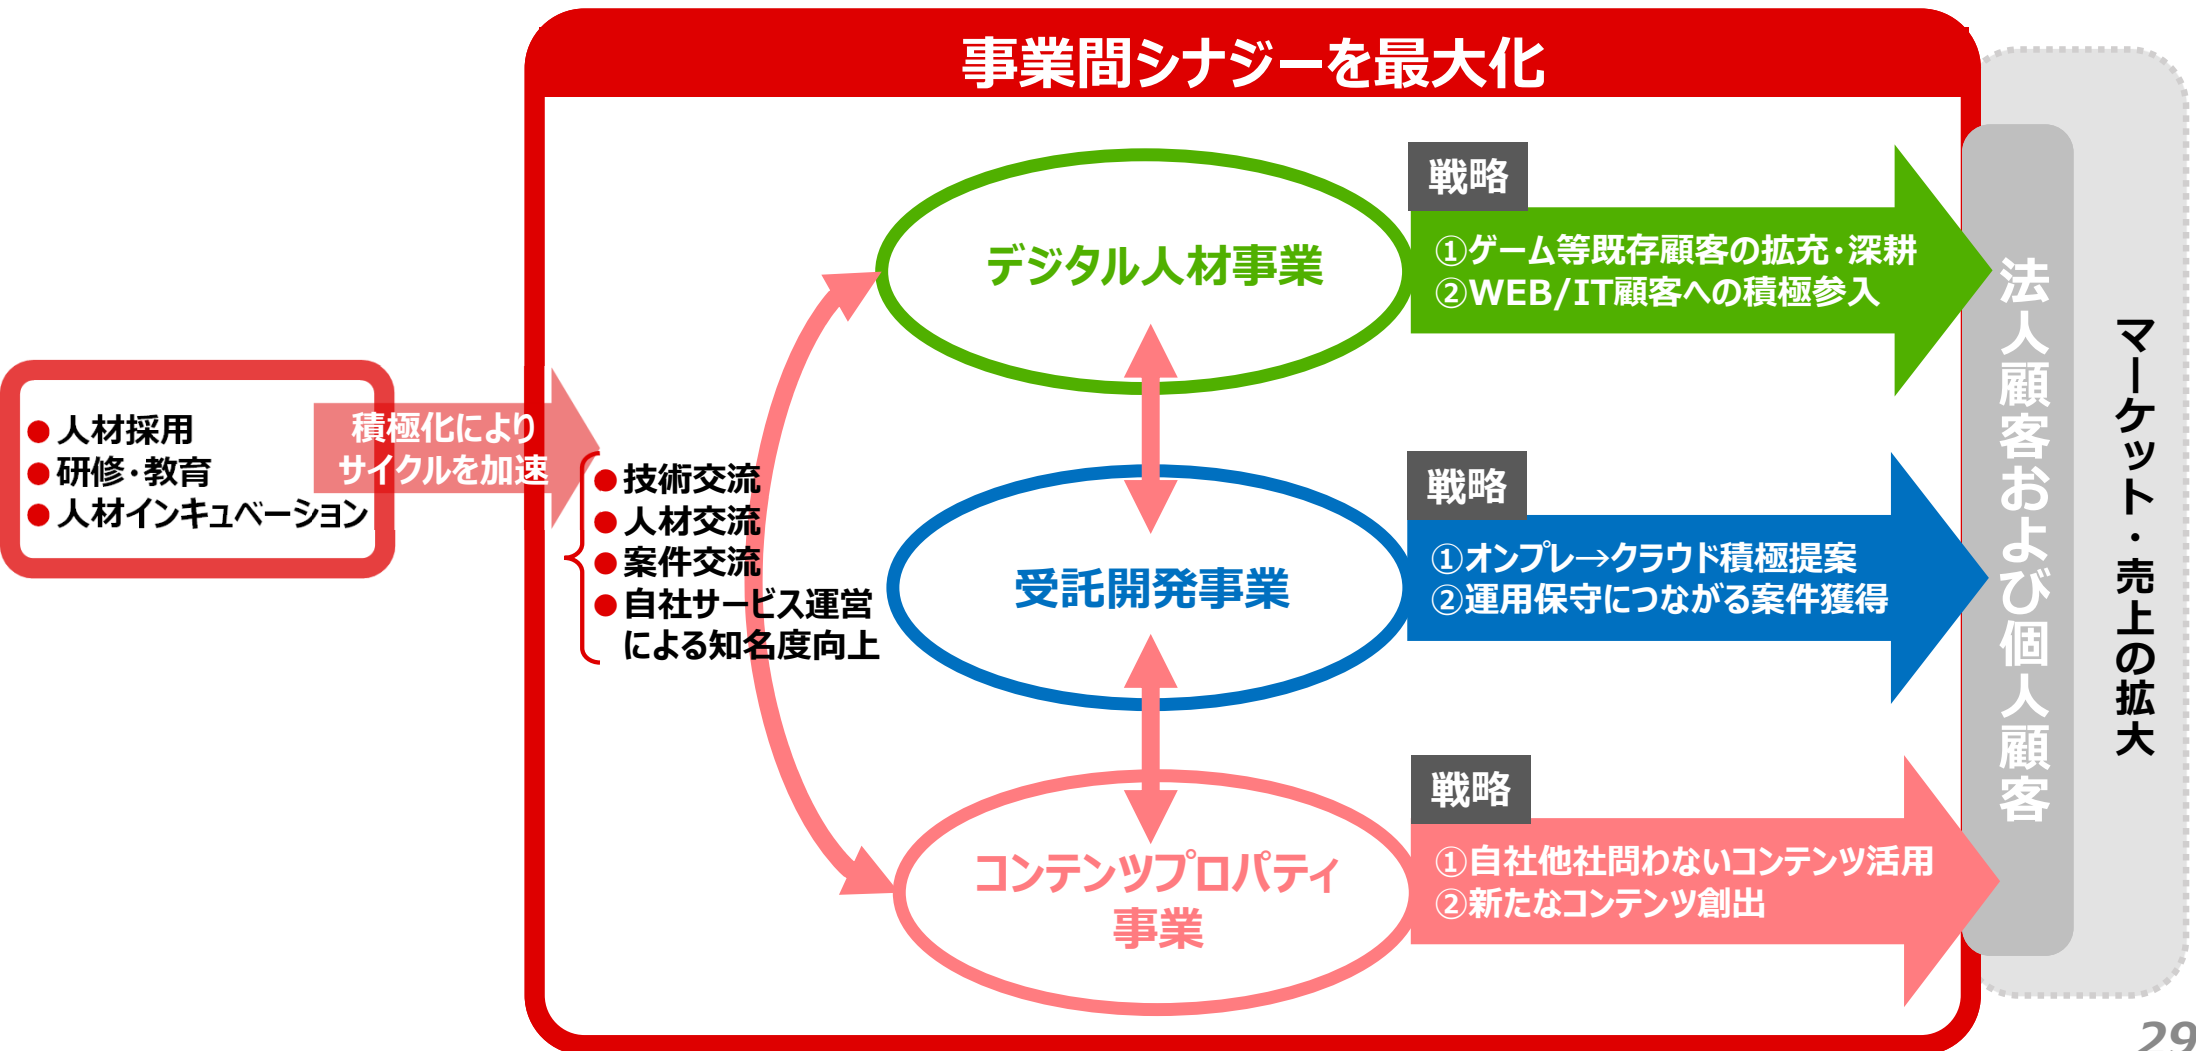 事業間シナジーを最大化
●人材採用
●研修・教育
●人材インキュベーション
積極化により
サイクルを加速
●技術交流
●人材交流
●案件交流
●自社サービス運営
による知名度向上
デジタル人材事業
戦略
①ゲーム等既存顧客の拡充・深耕
②WEB/IT顧客への積極参入
受託開発事業
戦略
①オンプレ→クラウド積極提案
②運用保守につながる案件獲得
コンテンツプロパティ
事業
戦略
①自社他社問わないコンテンツ活用
②新たなコンテンツ創出
法人顧客および個人顧客
マーケット・売上の拡大
29